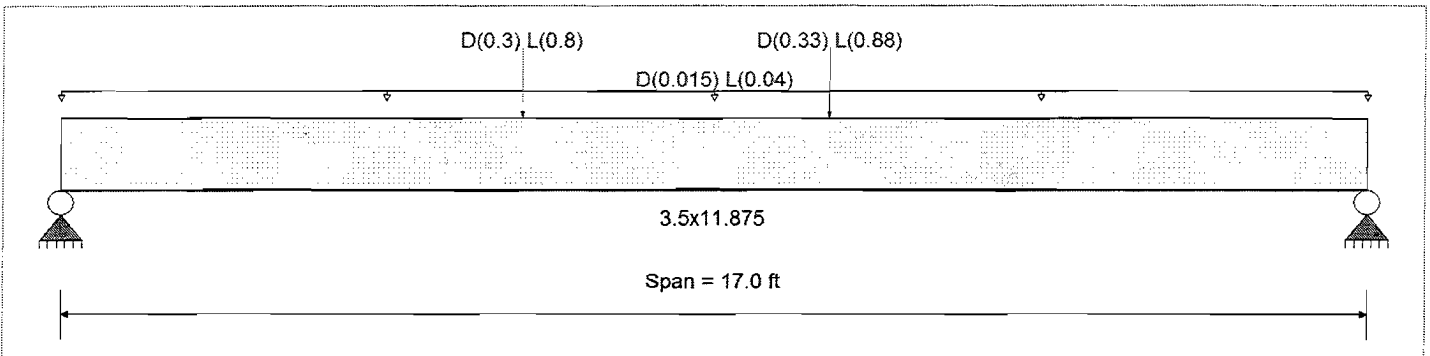 D(0.3) L(0.8) D(0.33) L(0.88)
D(0.015) L(0.04)
3.5x11.875
Span = 17.0 ft